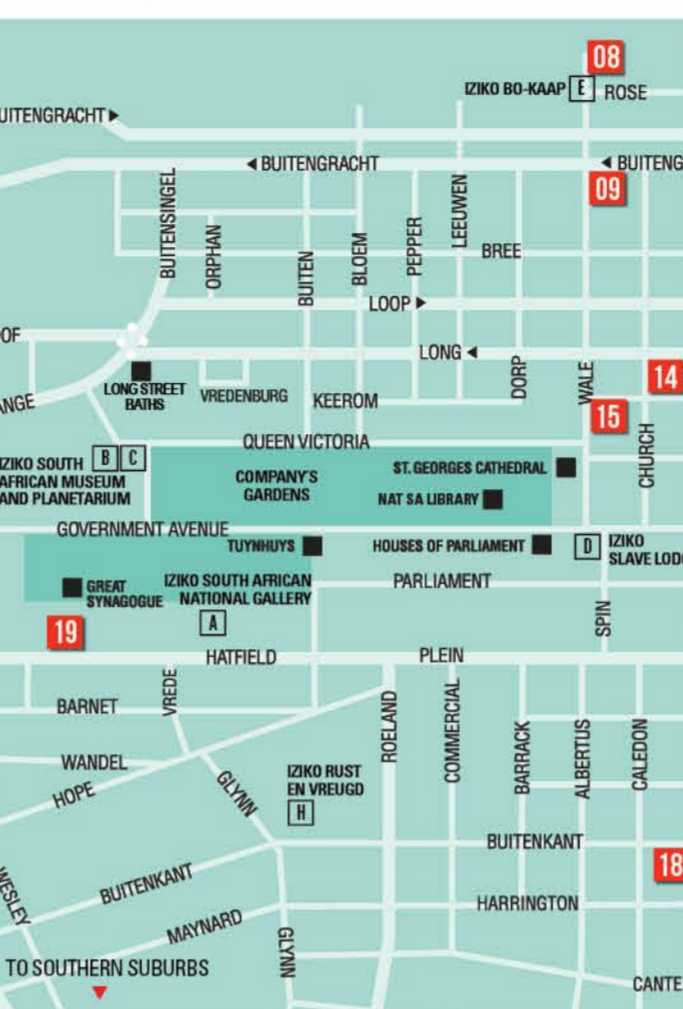 08
IZIKO BO-KAAP E ROSE
UITENGRACHT
BUITENGRACHT
BUITENG
09
BUITENSINGEL
ORPHAN
BUITEN
BLOEM
PEPPER
LEEUWEN
BREE
LOOP
OF
LONG
DORP
WALE
14
LONG STREET
BATHS
VREDENBURG
KEEROM
ANGE
15
CHURCH
QUEEN VICTORIA
IZIKO SOUTH B C
AFRICAN MUSEUM
AND PLANETARIUM
COMPANY'S
GARDENS
ST. GEORGES CATHEDRAL
NAT SA LIBRARY
GOVERNMENT AVENUE
TUYNHUYS
HOUSES OF PARLIAMENT
D IZIKO
SLAVE LOD
GREAT
SYNAGOGUE
IZIKO SOUTH AFRICAN
NATIONAL GALLERY
A
PARLIAMENT
SPIN
19
HATFIELD
PLEIN
BARNET
VREDE
ROELAND
COMMERCIAL
BARRACK
ALBERTUS
CALEDON
WANDEL
HOPE
GLYNN
IZIKO RUST
EN VREUGD
H
BUITENKANT
18
WESLEY
BUITENKANT
HARRINGTON
MAYNARD
GLYNN
TO SOUTHERN SUBURBS
CANTE